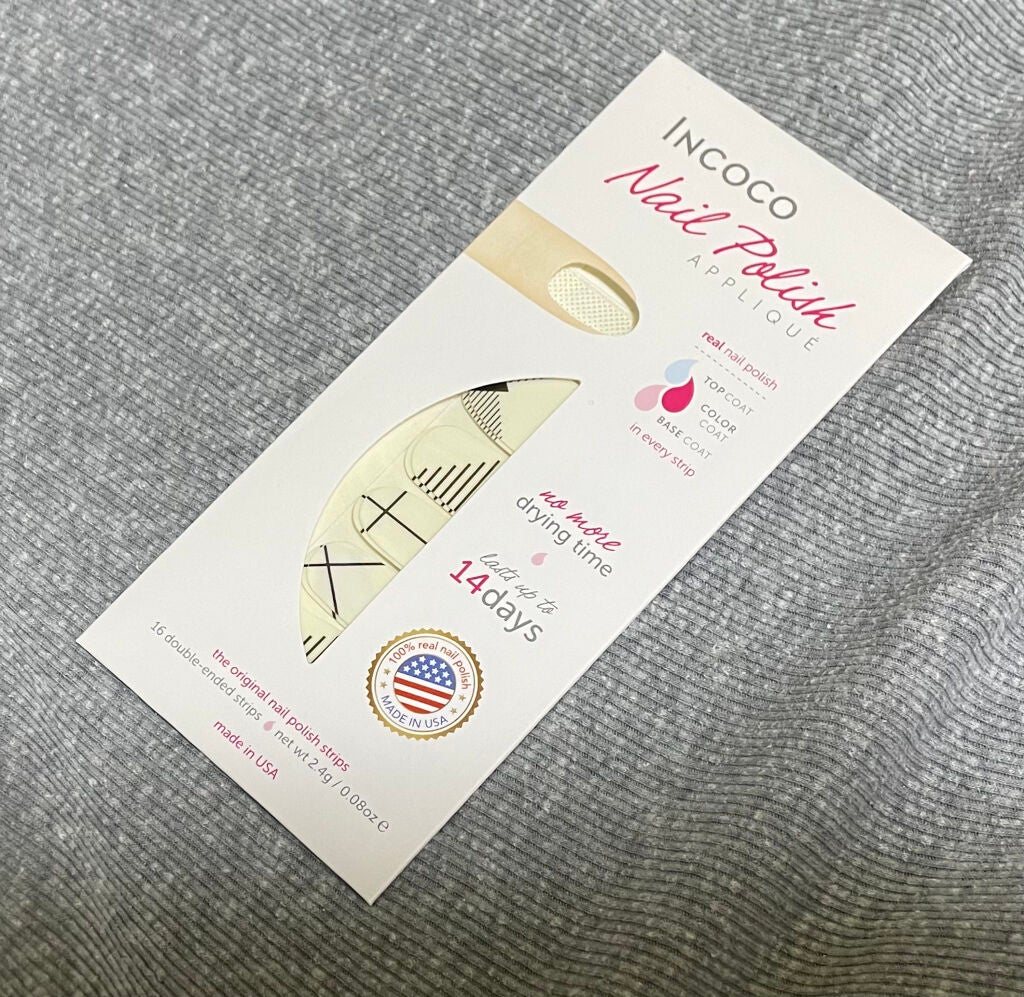 INCOCO
Nail Polish
APPLIQUÉ
real nail polish
TOPCOAT
COLOR
COAT
BASE COAT
in every strip
no more
drying time
lasts up to
14days
100% real nail polish
MADE IN USA
the original nail polish strips
16 double-ended strips net wt 2.4g / 0.08oz e
made in USA